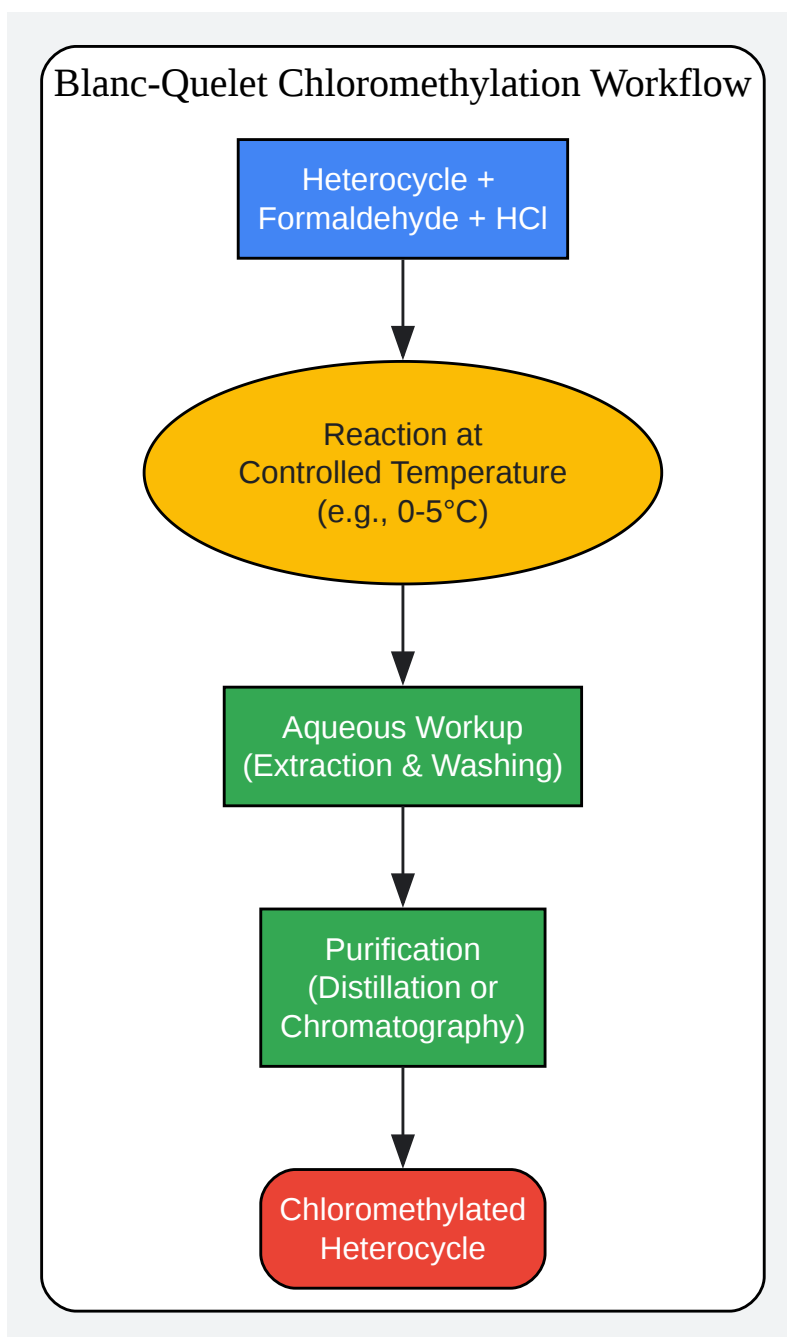 Blanc-Quelet Chloromethylation Workflow
Heterocycle +
Formaldehyde + HCl
Reaction at
Controlled Temperature
(e.g., 0-5°C)
Aqueous Workup
(Extraction & Washing)
Purification
(Distillation or
Chromatography)
Chloromethylated
Heterocycle